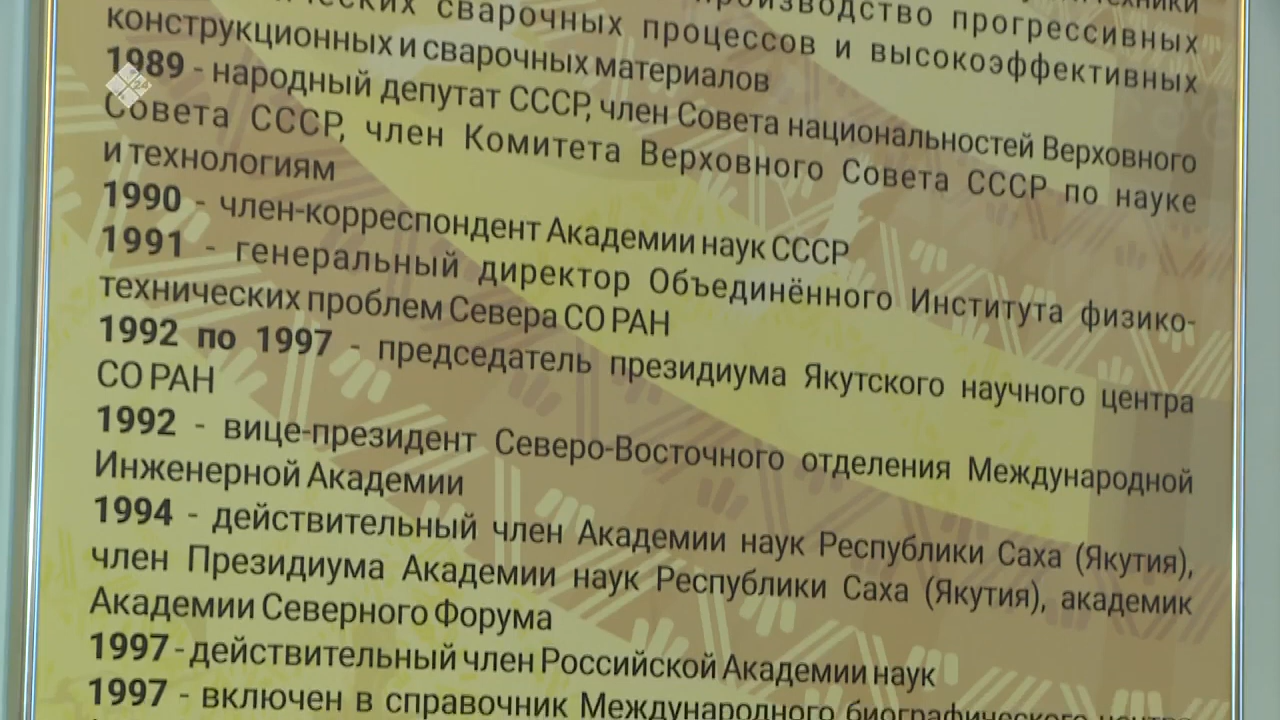 сварочных процессов и высокоэффективных
конструкционных и сварочных материалов
1989 - народный депутат СССР, член Совета национальностей Верховного
Совета СССР, член Комитета Верховного Совета СССР по науке
и технологиям
1990 - член-корреспондент Академии наук СССР
1991 - генеральный директор Объединённого Института физико-
технических проблем Севера СО РАН
1992 по 1997 - председатель президиума Якутского научного центра
СО РАН
1992 - вице-президент Северо-Восточного отделения Международной
Инженерной Академии
1994 - действительный член Академии наук Республики Саха (Якутия),
член Президиума Академии наук Республики Саха (Якутия), академик
Академии Северного Форума
1997 - действительный член Российской Академии наук
1997 - включен в справочник Международного биографического центра